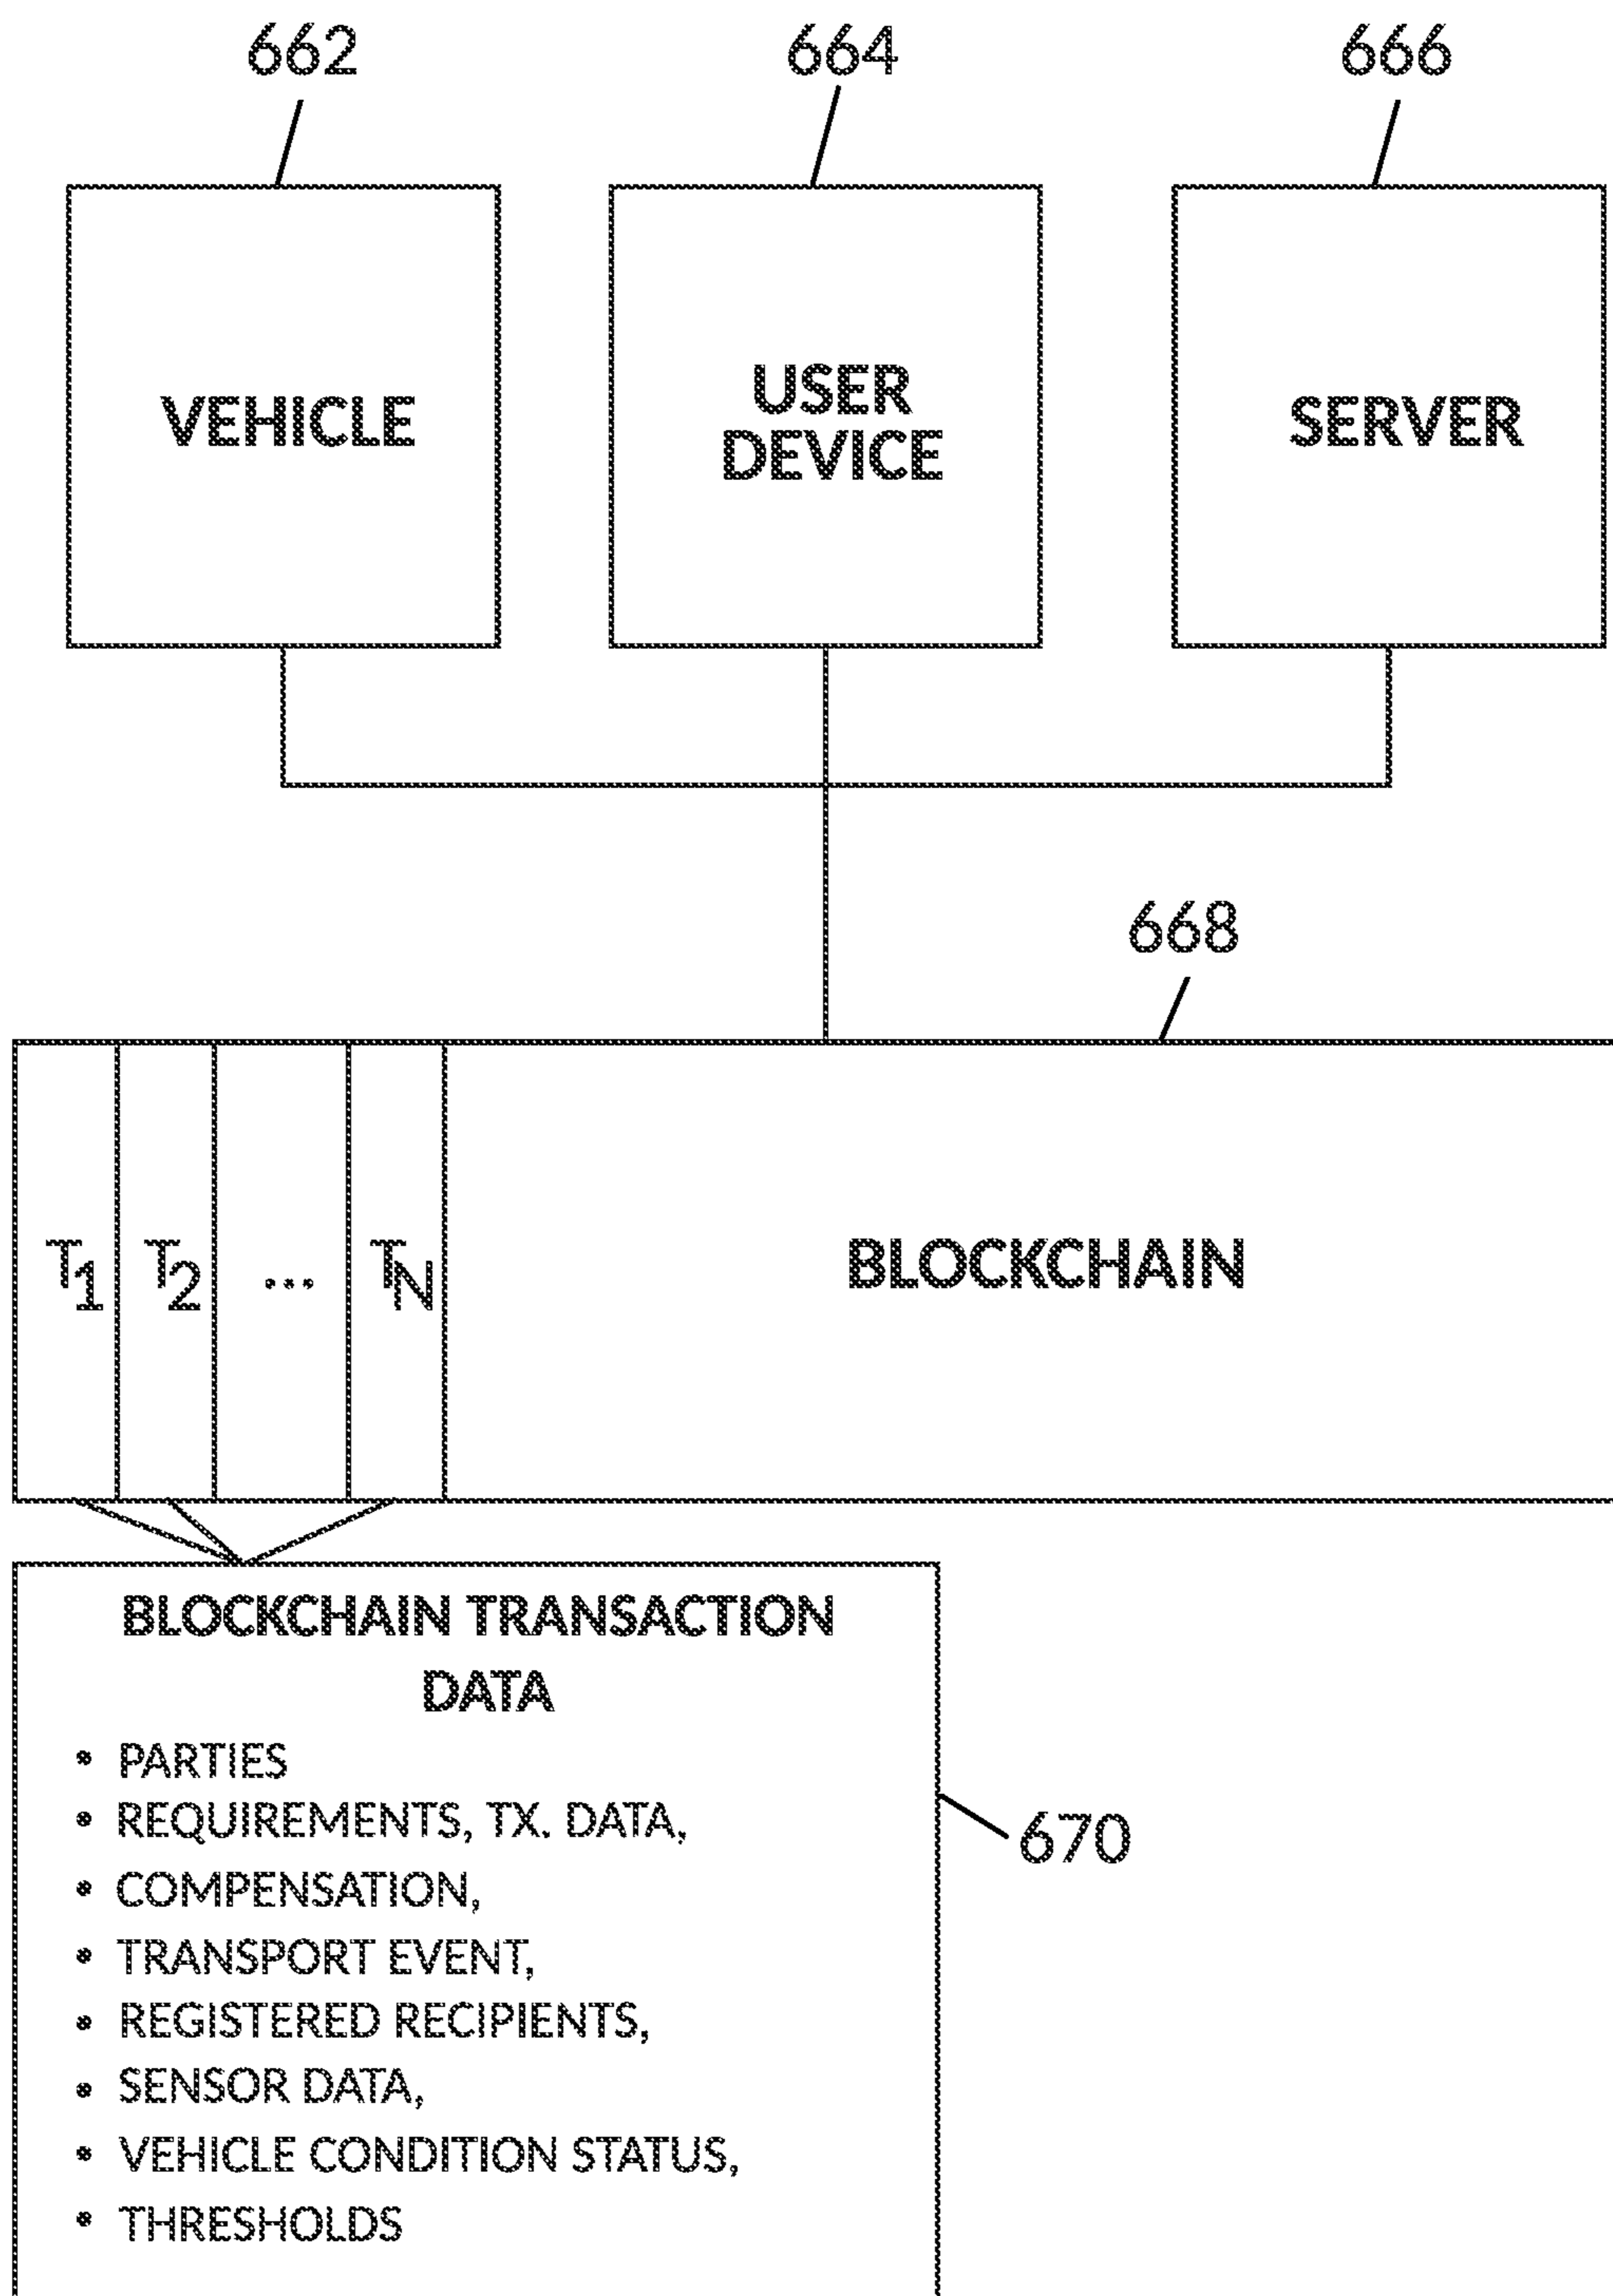 662 664 666
VEHICLE
USER
DEVICE
SERVER
668
T1 T2 ... TN
BLOCKCHAIN
BLOCKCHAIN TRANSACTION
DATA
• PARTIES
• REQUIREMENTS, TX. DATA,
• COMPENSATION,
• TRANSPORT EVENT,
• REGISTERED RECIPIENTS,
• SENSOR DATA,
• VEHICLE CONDITION STATUS,
• THRESHOLDS
670